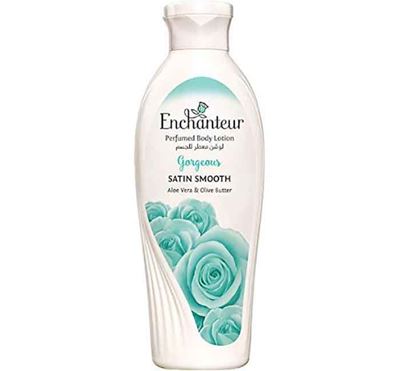 Enchanteur
Perfumed Body Lotion
لوشن معطر للجسم
Gorgeous
SATIN SMOOTH
Aloe Vera & Olive Butter